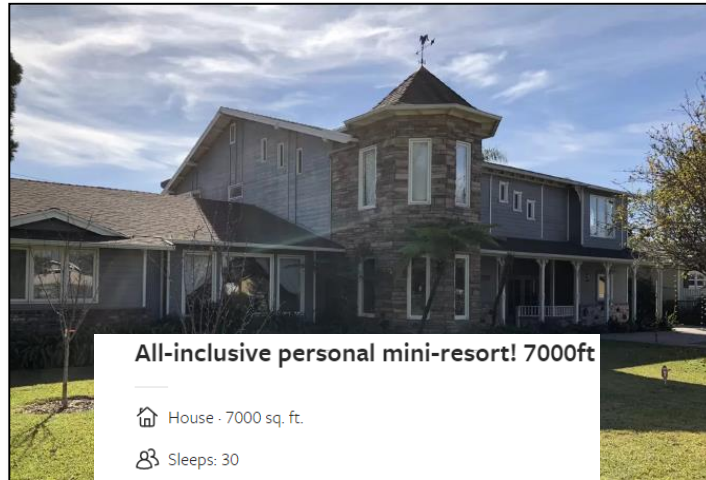 All-inclusive personal mini-resort! 7000ft
House · 7000 sq. ft.
Sleeps: 30